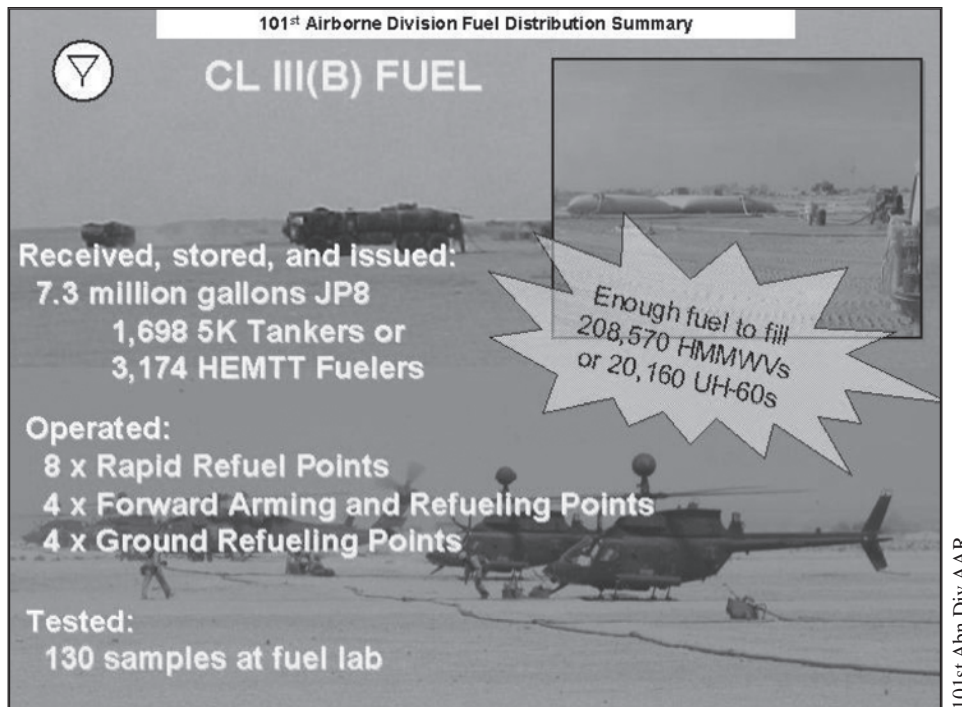 101st Airborne Division Fuel Distribution Summary
CL III(B) FUEL
Received, stored, and issued:
7.3 million gallons JP8
1,698 5K Tankers or
3,174 HEMTT Fuelers
Enough fuel to fill
208,570 HMMWVs
or 20,160 UH-60s
Operated:
8 x Rapid Refuel Points
4 x Forward Arming and Refueling Points
4 x Ground Refueling Points
Tested:
130 samples at fuel lab
101st Abn Div AAR